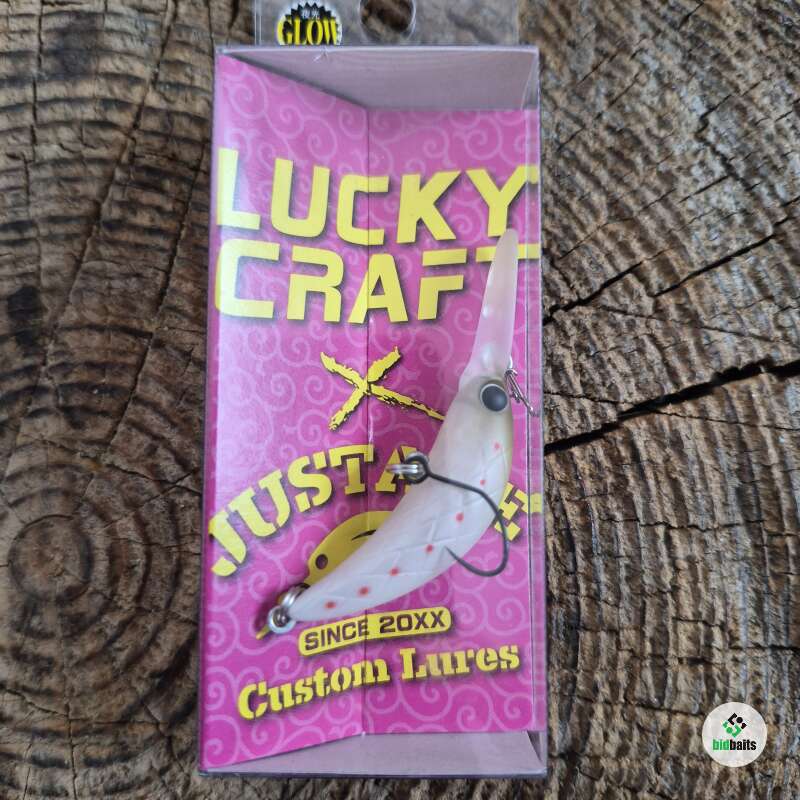 GLOW
LUCKY
CRAFT
X
SINCE 20XX
Custom Lures
bidbaits